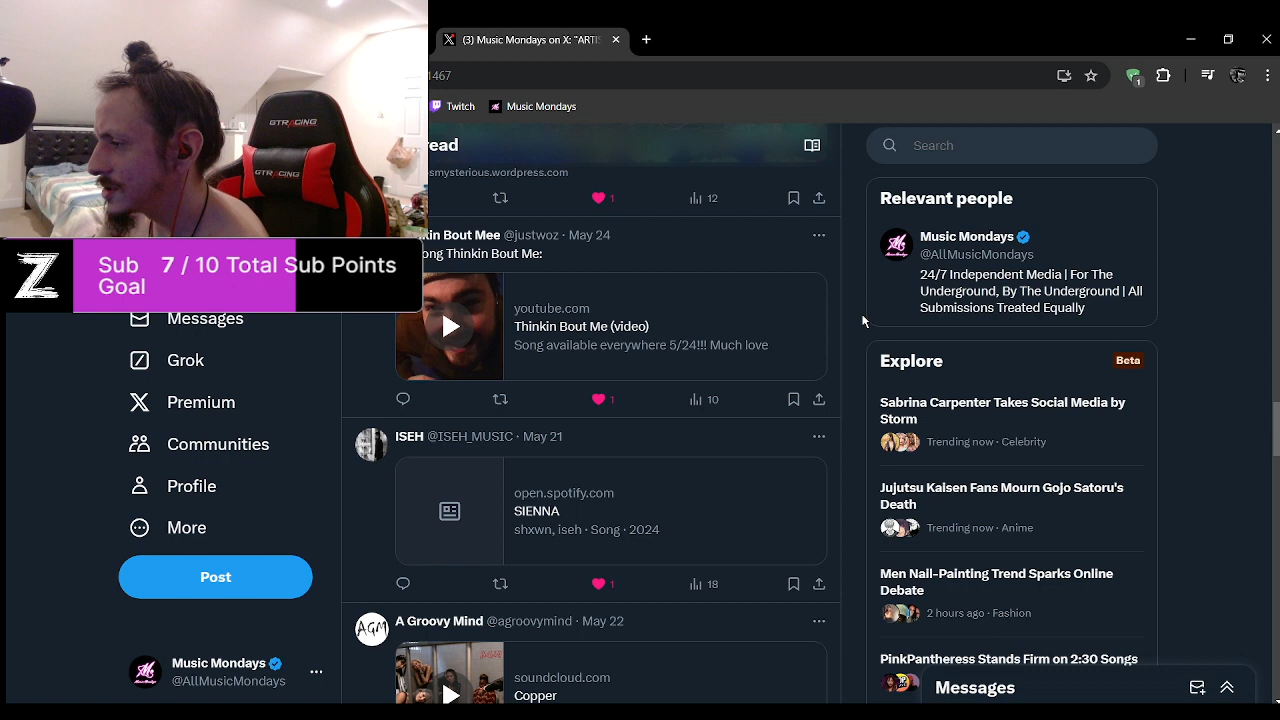 (3) Music Mondays on X: "ARTIS
1467
1
Twitch
Music Mondays
GTRACING
GTRACING
Sub Goal
7 / 10 Total Sub Points
Messages
Grok
Premium
Communities
Profile
More
Post
Music Mondays
@AllMusicMondays
read
smysterious.wordpress.com
1
12
kin Bout Mee @justwoz · May 24
ong Thinkin Bout Me:
youtube.com
Thinkin Bout Me (video)
Song available everywhere 5/24!!! Much love
1
10
ISEH @ISEH_MUSIC · May 21
open.spotify.com
SIENNA
shxwn, iseh · Song · 2024
1
18
AGM
A Groovy Mind @agroovymind · May 22
AGM
soundcloud.com
Copper
Search
Relevant people
Music Mondays
@AllMusicMondays
24/7 Independent Media | For The
Underground, By The Underground | All
Submissions Treated Equally
Explore
Beta
Sabrina Carpenter Takes Social Media by
Storm
Trending now · Celebrity
Jujutsu Kaisen Fans Mourn Gojo Satoru's
Death
Trending now · Anime
Men Nail-Painting Trend Sparks Online
Debate
2 hours ago · Fashion
PinkPantheress Stands Firm on 2:30 Songs
Messages